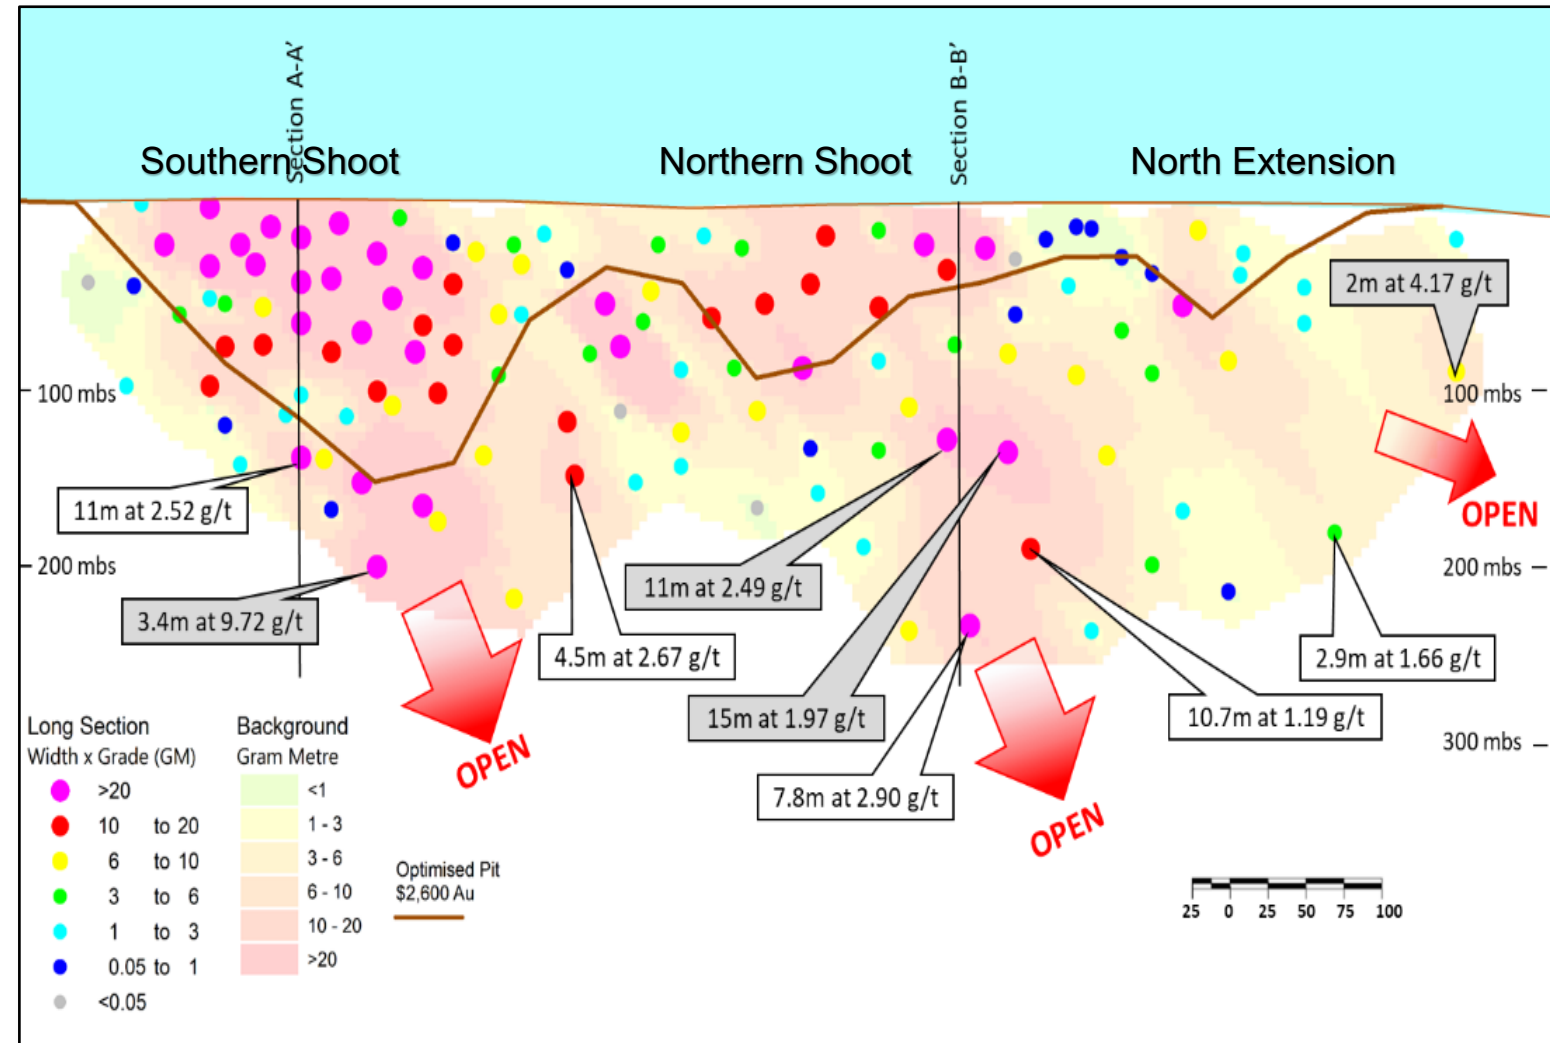 Section A-A'
Section B-B'
Southern Shoot
Northern Shoot
North Extension
2m at 4.17 g/t
100 mbs
100 mbs
11m at 2.52 g/t
OPEN
200 mbs
200 mbs
11m at 2.49 g/t
3.4m at 9.72 g/t
4.5m at 2.67 g/t
2.9m at 1.66 g/t
15m at 1.97 g/t
10.7m at 1.19 g/t
300 mbs
OPEN
7.8m at 2.90 g/t
OPEN
Long Section
Width x Grade (GM)
>20
10 to 20
6 to 10
3 to 6
1 to 3
0.05 to 1
<0.05
Background
Gram Metre
<1
1 - 3
3 - 6
6 - 10
10 - 20
>20
Optimised Pit
$2,600 Au
25 0 25 50 75 100